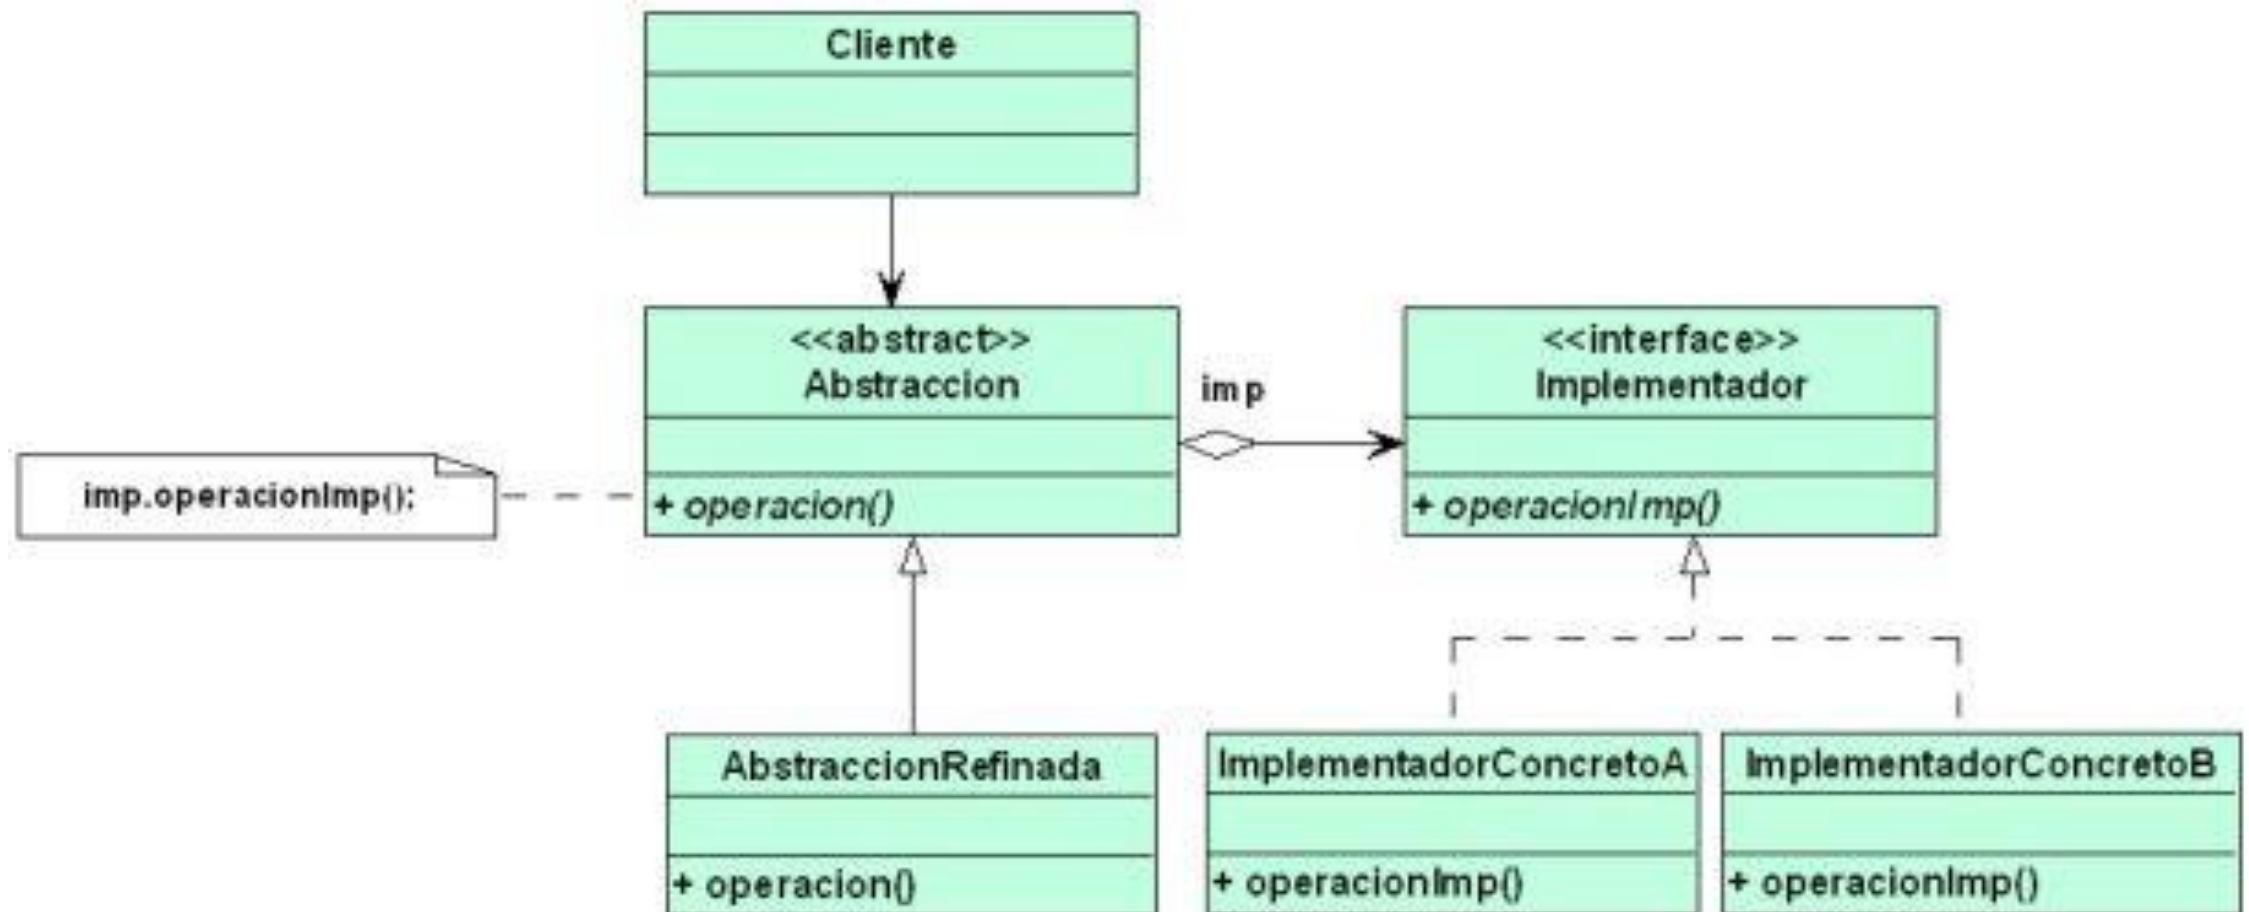 Cliente
<<abstract>>
Abstraccion
imp
<<interface>>
Implementador
imp.operacionImp();
+ operacion()
+ operacionImp()
AbstraccionRefinada
ImplementadorConcretoA
ImplementadorConcretoB
+ operacion()
+ operacionImp()
+ operacionImp()